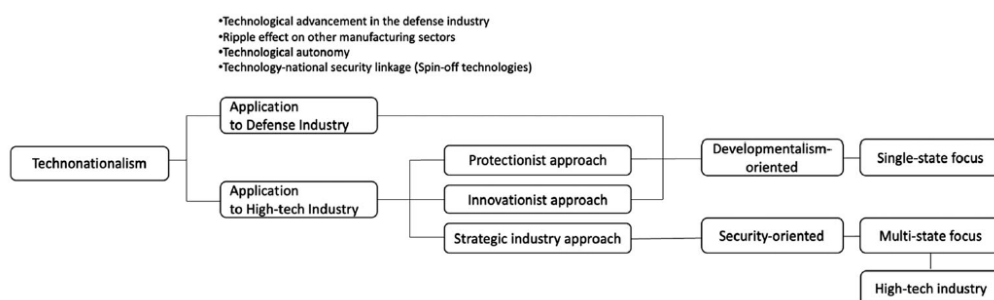 •Technological advancement in the defense industry
•Ripple effect on other manufacturing sectors
•Technological autonomy
•Technology-national security linkage (Spin-off technologies)
Application
to Defense Industry
Technonationalism
Protectionist approach
Developmentalism-
oriented
Single-state focus
Application
to High-tech Industry
Innovationist approach
Strategic industry approach
Security-oriented
Multi-state focus
High-tech industry